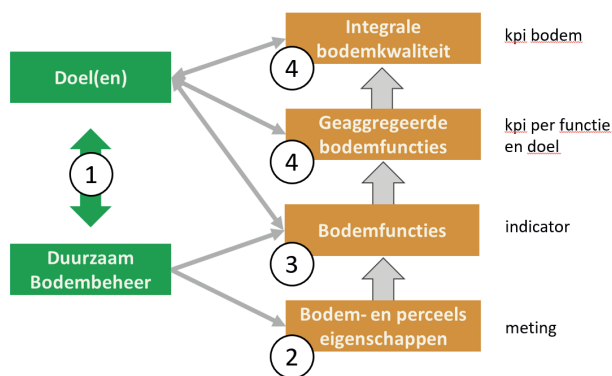 Integrale
bodemkwaliteit
kpi bodem
4
Doel(en)
Geaggregeerde
bodemfuncties
kpi per functie
en doel
4
1
Bodemfuncties
indicator
3
Duurzaam
Bodembeheer
Bodem- en perceels
eigenschappen
meting
2